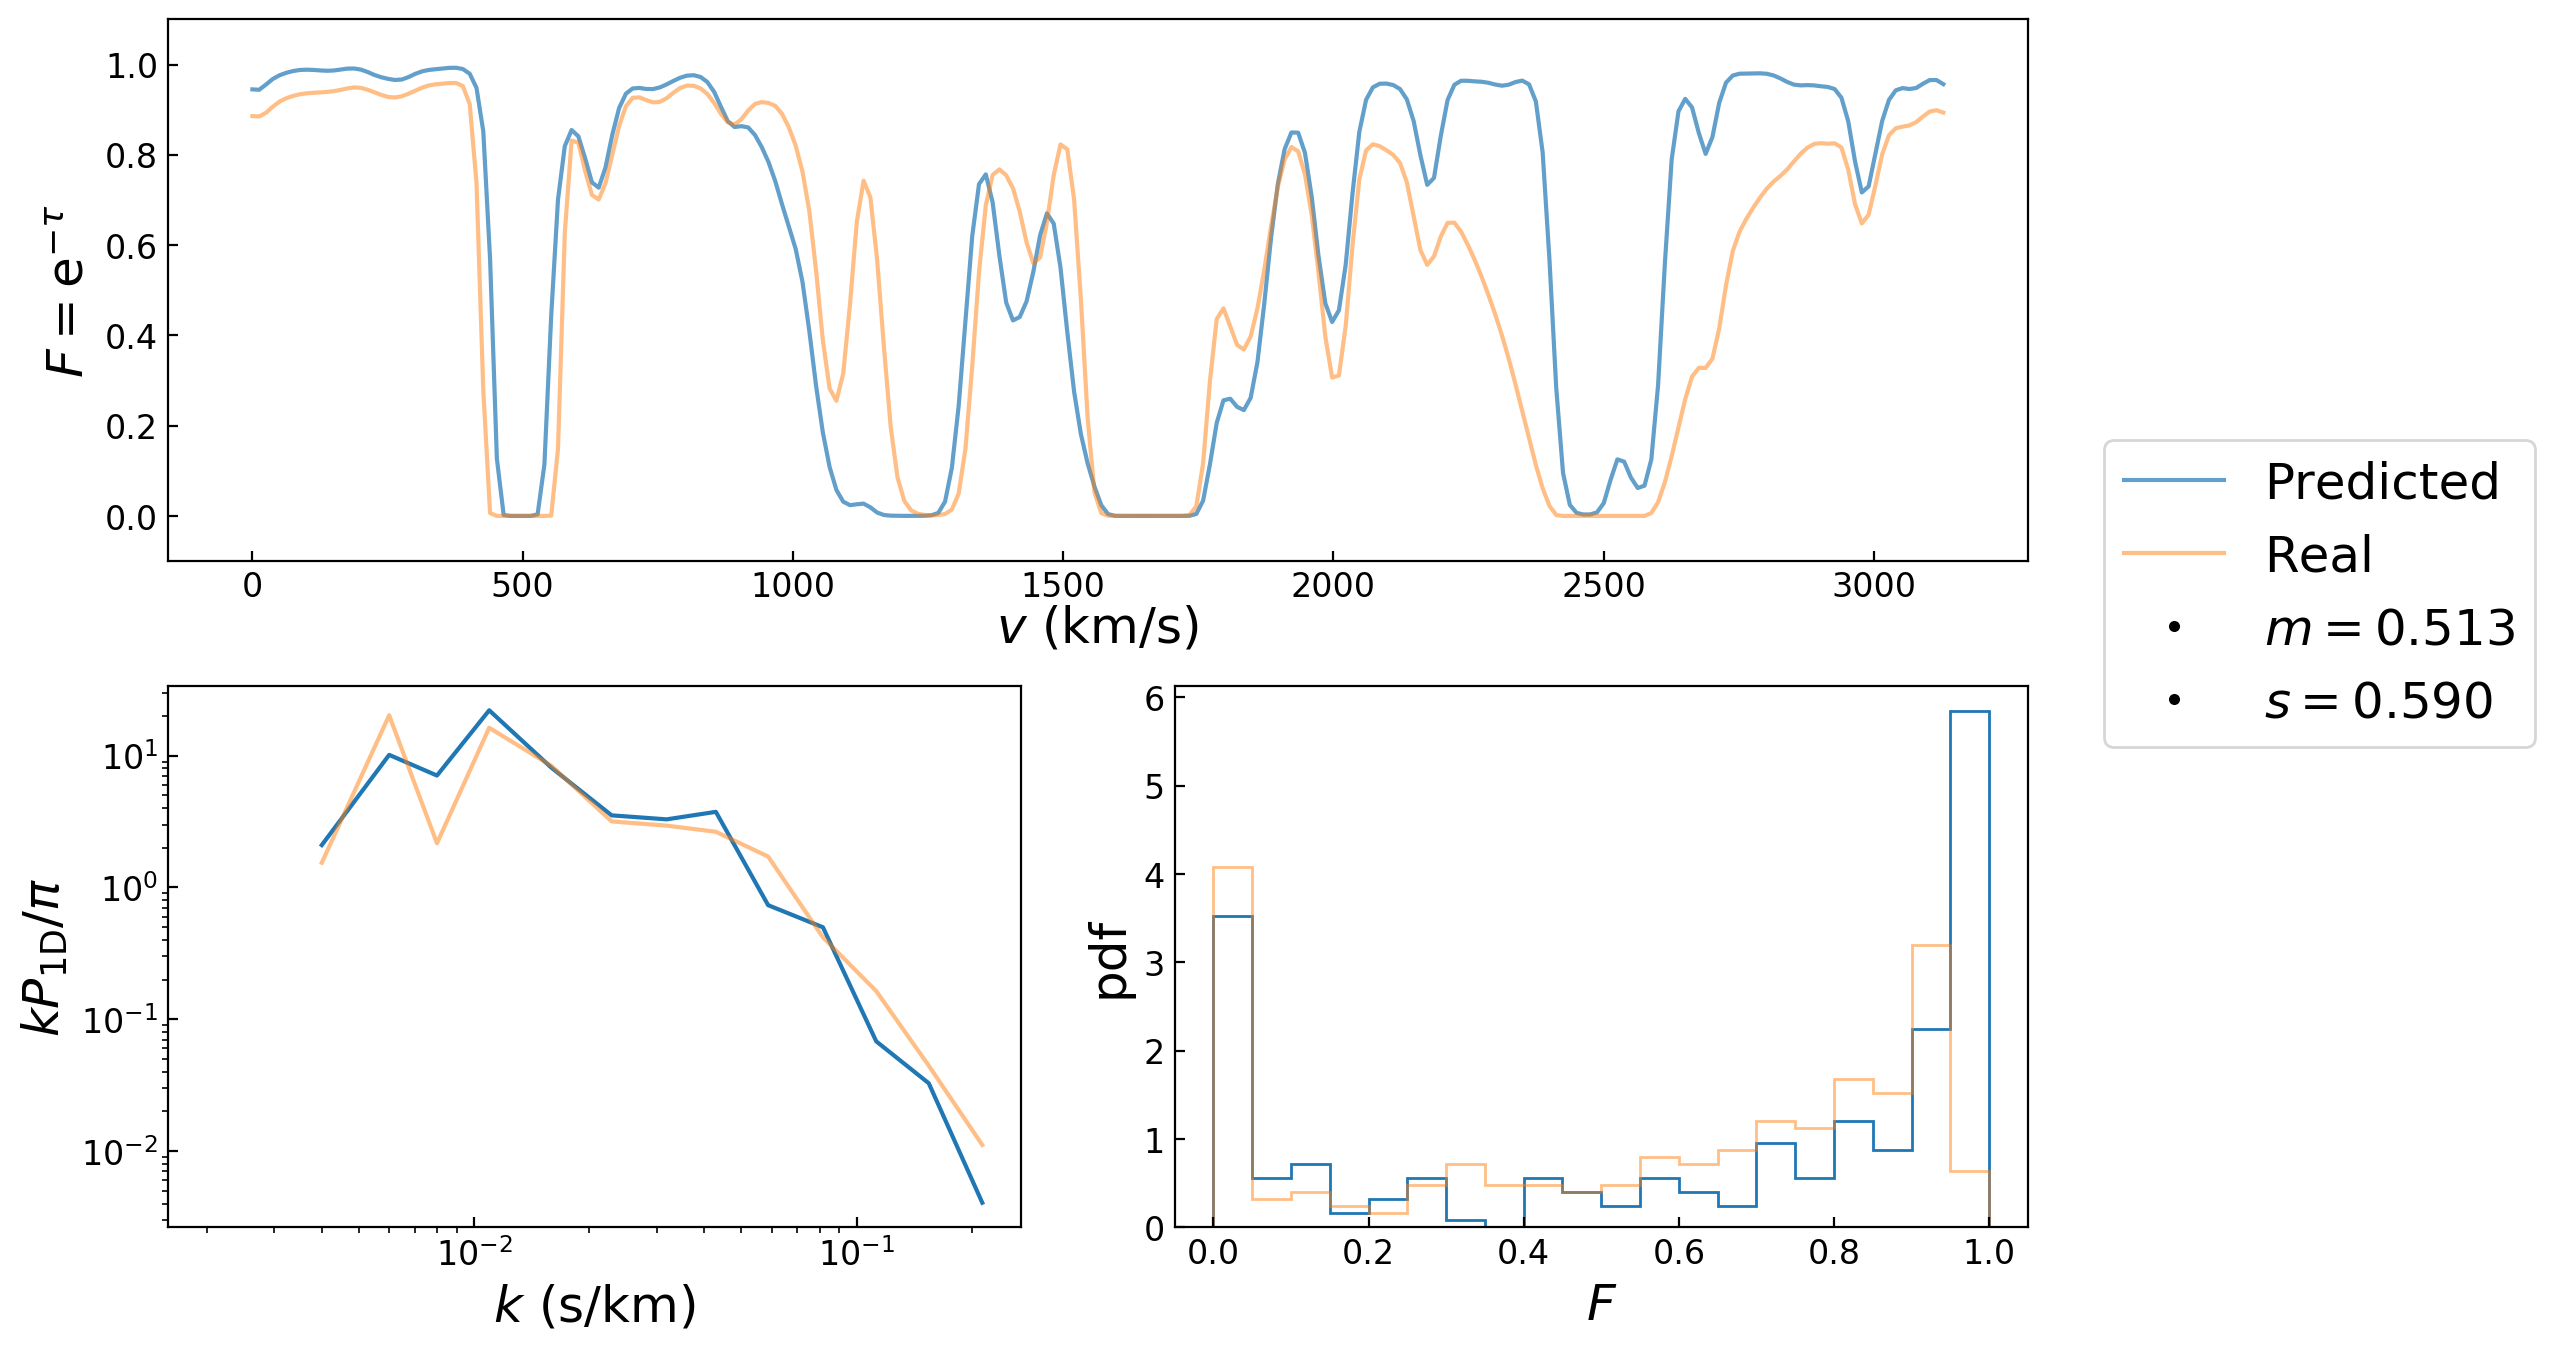 1.0
0.8
0.6
0.4
0.2
0.0
F = e^{-τ}
0 500 1000 1500 2000 2500 3000
v (km/s)
Predicted
Real
m = 0.513
s = 0.590
10^1
10^0
10^{-1}
10^{-2}
kP_{1D}/π
10^{-2} 10^{-1}
k (s/km)
6
5
4
3
2
1
0
pdf
0.0 0.2 0.4 0.6 0.8 1.0
F